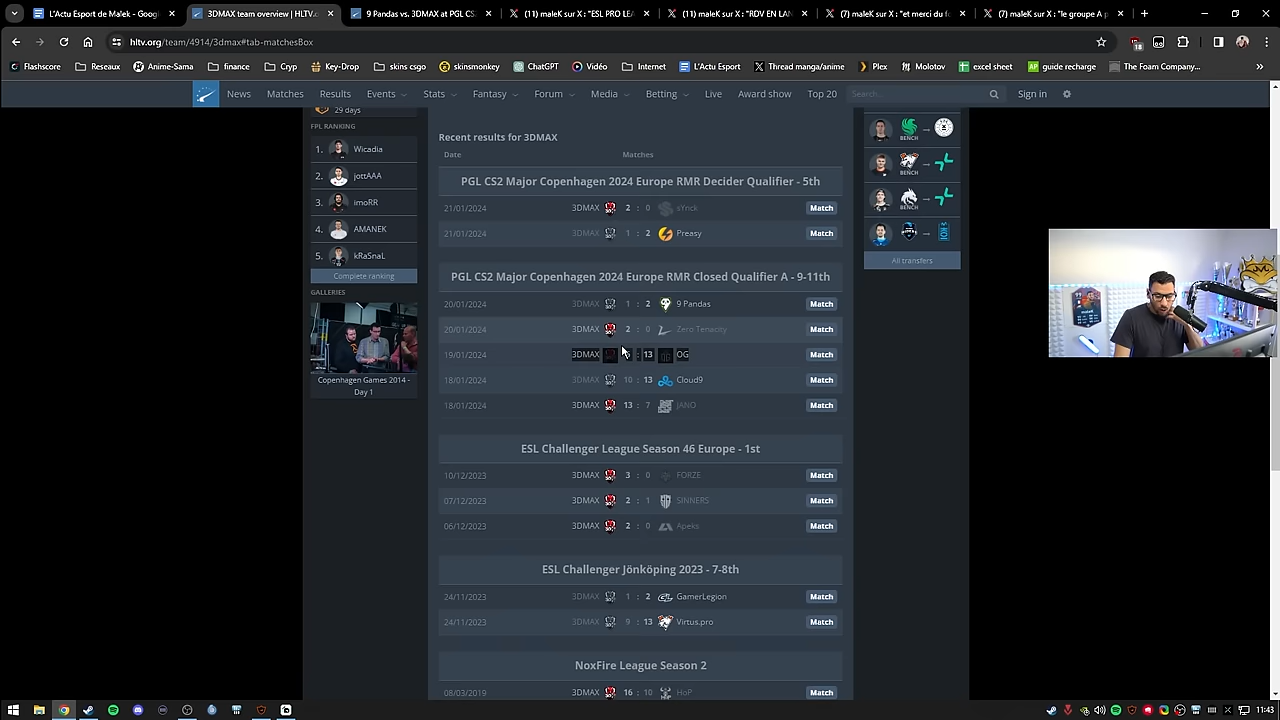 L'Actu Esport de Malek - Googl
3DMAX team overview | HLTV.o
9 Pandas vs. 3DMAX at PGL CS
(11) maleK sur X : "ESL PRO LEA
(11) maleK sur X : "RDV EN LAN
(7) maleK sur X : "et merci du f
(7) maleK sur X : "le groupe A p
hltv.org/team/4914/3dmax#tab-matchesBox
18
Flashscore Reseaux Anime-Sama finance Cryp Key-Drop skins csgo skinsmonkey ChatGPT Vidéo Internet L'Actu Esport Thread manga/anime Plex Molotov excel sheet guide recharge The Foam Company...
News Matches Results Events Stats Fantasy Forum Media Betting Live Award show Top 20 Search... Sign in
29 days
FPL RANKING
1. Wicadia
2. jottAAA
3. imoRR
4. AMANEK
5. kRaSnaL
Complete ranking
GALLERIES
Copenhagen Games 2014 -
Day 1
Recent results for 3DMAX
Date Matches
PGL CS2 Major Copenhagen 2024 Europe RMR Decider Qualifier - 5th
21/01/2024 3DMAX 2 : 0 sYnck Match
21/01/2024 3DMAX 1 : 2 Preasy Match
PGL CS2 Major Copenhagen 2024 Europe RMR Closed Qualifier A - 9-11th
20/01/2024 3DMAX 1 : 2 9 Pandas Match
20/01/2024 3DMAX 2 : 0 Zero Tenacity Match
19/01/2024 3DMAX : 13 OG Match
18/01/2024 3DMAX 10 : 13 Cloud9 Match
18/01/2024 3DMAX 13 : 7 JANO Match
ESL Challenger League Season 46 Europe - 1st
10/12/2023 3DMAX 3 : 0 FORZE Match
07/12/2023 3DMAX 2 : 1 SINNERS Match
06/12/2023 3DMAX 2 : 0 Apeks Match
ESL Challenger Jönköping 2023 - 7-8th
24/11/2023 3DMAX 1 : 2 GamerLegion Match
24/11/2023 3DMAX 9 : 13 Virtus.pro Match
NoxFire League Season 2
08/03/2019 3DMAX 16 : 10 HoP Match
BENCH
BENCH
BENCH
All transfers
11:43